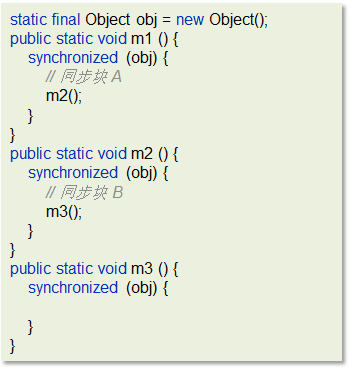 static final Object obj = new Object();
public static void m1 () {
synchronized (obj) {
// 同步块 A
m2();
}
}
public static void m2 () {
synchronized (obj) {
// 同步块 B
m3();
}
}
public static void m3 () {
synchronized (obj) {
}
}